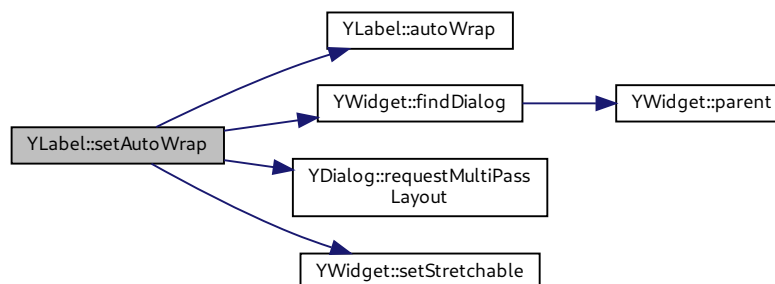 YLabel::autoWrap
YWidget::findDialog
YWidget::parent
YLabel::setAutoWrap
YDialog::requestMultiPass
Layout
YWidget::setStretchable